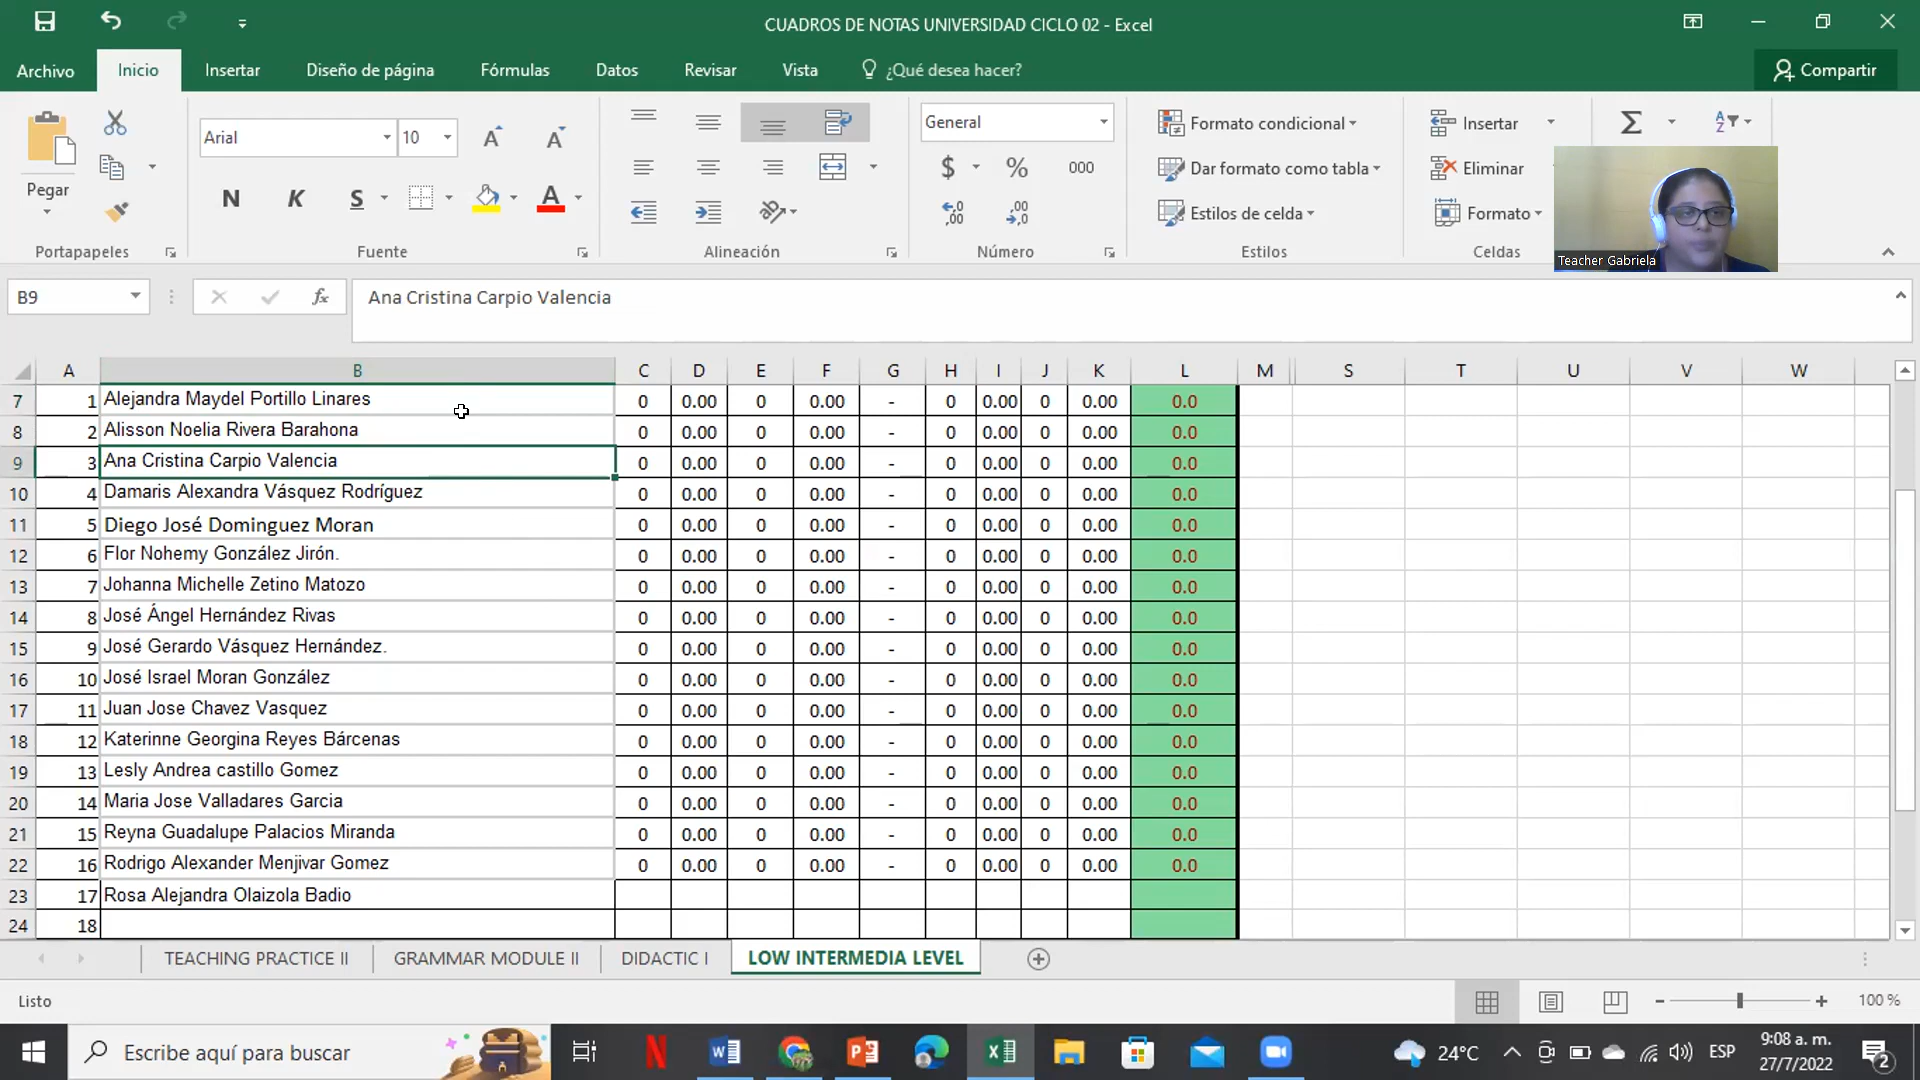 CUADROS DE NOTAS UNIVERSIDAD CICLO 02 - Excel
Archivo Inicio Insertar Diseño de página Fórmulas Datos Revisar Vista ¿Qué desea hacer? Compartir
Pegar
Portapapeles
Arial 10
N K S
Fuente
Alineación
General
$ % 000
Número
Formato condicional
Dar formato como tabla
Estilos de celda
Estilos
Insertar
Eliminar
Formato
Celdas
Teacher Gabriela
B9 fx Ana Cristina Carpio Valencia
A B C D E F G H I J K L M S T U V W
7 1 Alejandra Maydel Portillo Linares 0 0.00 0 0.00 - 0 0.00 0 0.00 0.0
8 2 Alisson Noelia Rivera Barahona 0 0.00 0 0.00 - 0 0.00 0 0.00 0.0
9 3 Ana Cristina Carpio Valencia 0 0.00 0 0.00 - 0 0.00 0 0.00 0.0
10 4 Damaris Alexandra Vásquez Rodríguez 0 0.00 0 0.00 - 0 0.00 0 0.00 0.0
11 5 Diego José Dominguez Moran 0 0.00 0 0.00 - 0 0.00 0 0.00 0.0
12 6 Flor Nohemy González Jirón. 0 0.00 0 0.00 - 0 0.00 0 0.00 0.0
13 7 Johanna Michelle Zetino Matozo 0 0.00 0 0.00 - 0 0.00 0 0.00 0.0
14 8 José Ángel Hernández Rivas 0 0.00 0 0.00 - 0 0.00 0 0.00 0.0
15 9 José Gerardo Vásquez Hernández. 0 0.00 0 0.00 - 0 0.00 0 0.00 0.0
16 10 José Israel Moran González 0 0.00 0 0.00 - 0 0.00 0 0.00 0.0
17 11 Juan Jose Chavez Vasquez 0 0.00 0 0.00 - 0 0.00 0 0.00 0.0
18 12 Katerinne Georgina Reyes Bárcenas 0 0.00 0 0.00 - 0 0.00 0 0.00 0.0
19 13 Lesly Andrea castillo Gomez 0 0.00 0 0.00 - 0 0.00 0 0.00 0.0
20 14 Maria Jose Valladares Garcia 0 0.00 0 0.00 - 0 0.00 0 0.00 0.0
21 15 Reyna Guadalupe Palacios Miranda 0 0.00 0 0.00 - 0 0.00 0 0.00 0.0
22 16 Rodrigo Alexander Menjivar Gomez 0 0.00 0 0.00 - 0 0.00 0 0.00 0.0
23 17 Rosa Alejandra Olaizola Badio
24 18
TEACHING PRACTICE II GRAMMAR MODULE II DIDACTIC I LOW INTERMEDIA LEVEL
Listo 100 %
Escribe aquí para buscar 24°C ESP 9:08 a. m.
27/7/2022
2